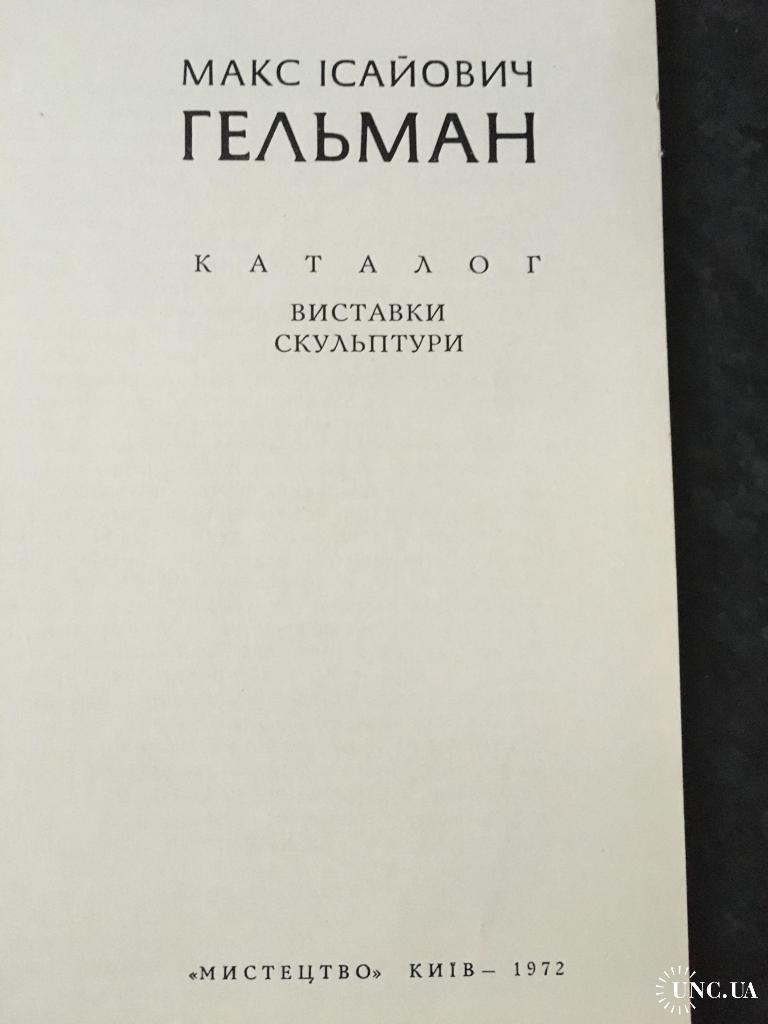 МАКС ІСАЙОВИЧ
ГЕЛЬМАН
КАТАЛОГ
ВИСТАВКИ
СКУЛЬПТУРИ
«МИСТЕЦТВО» КИЇВ — 1972
UNC.UA